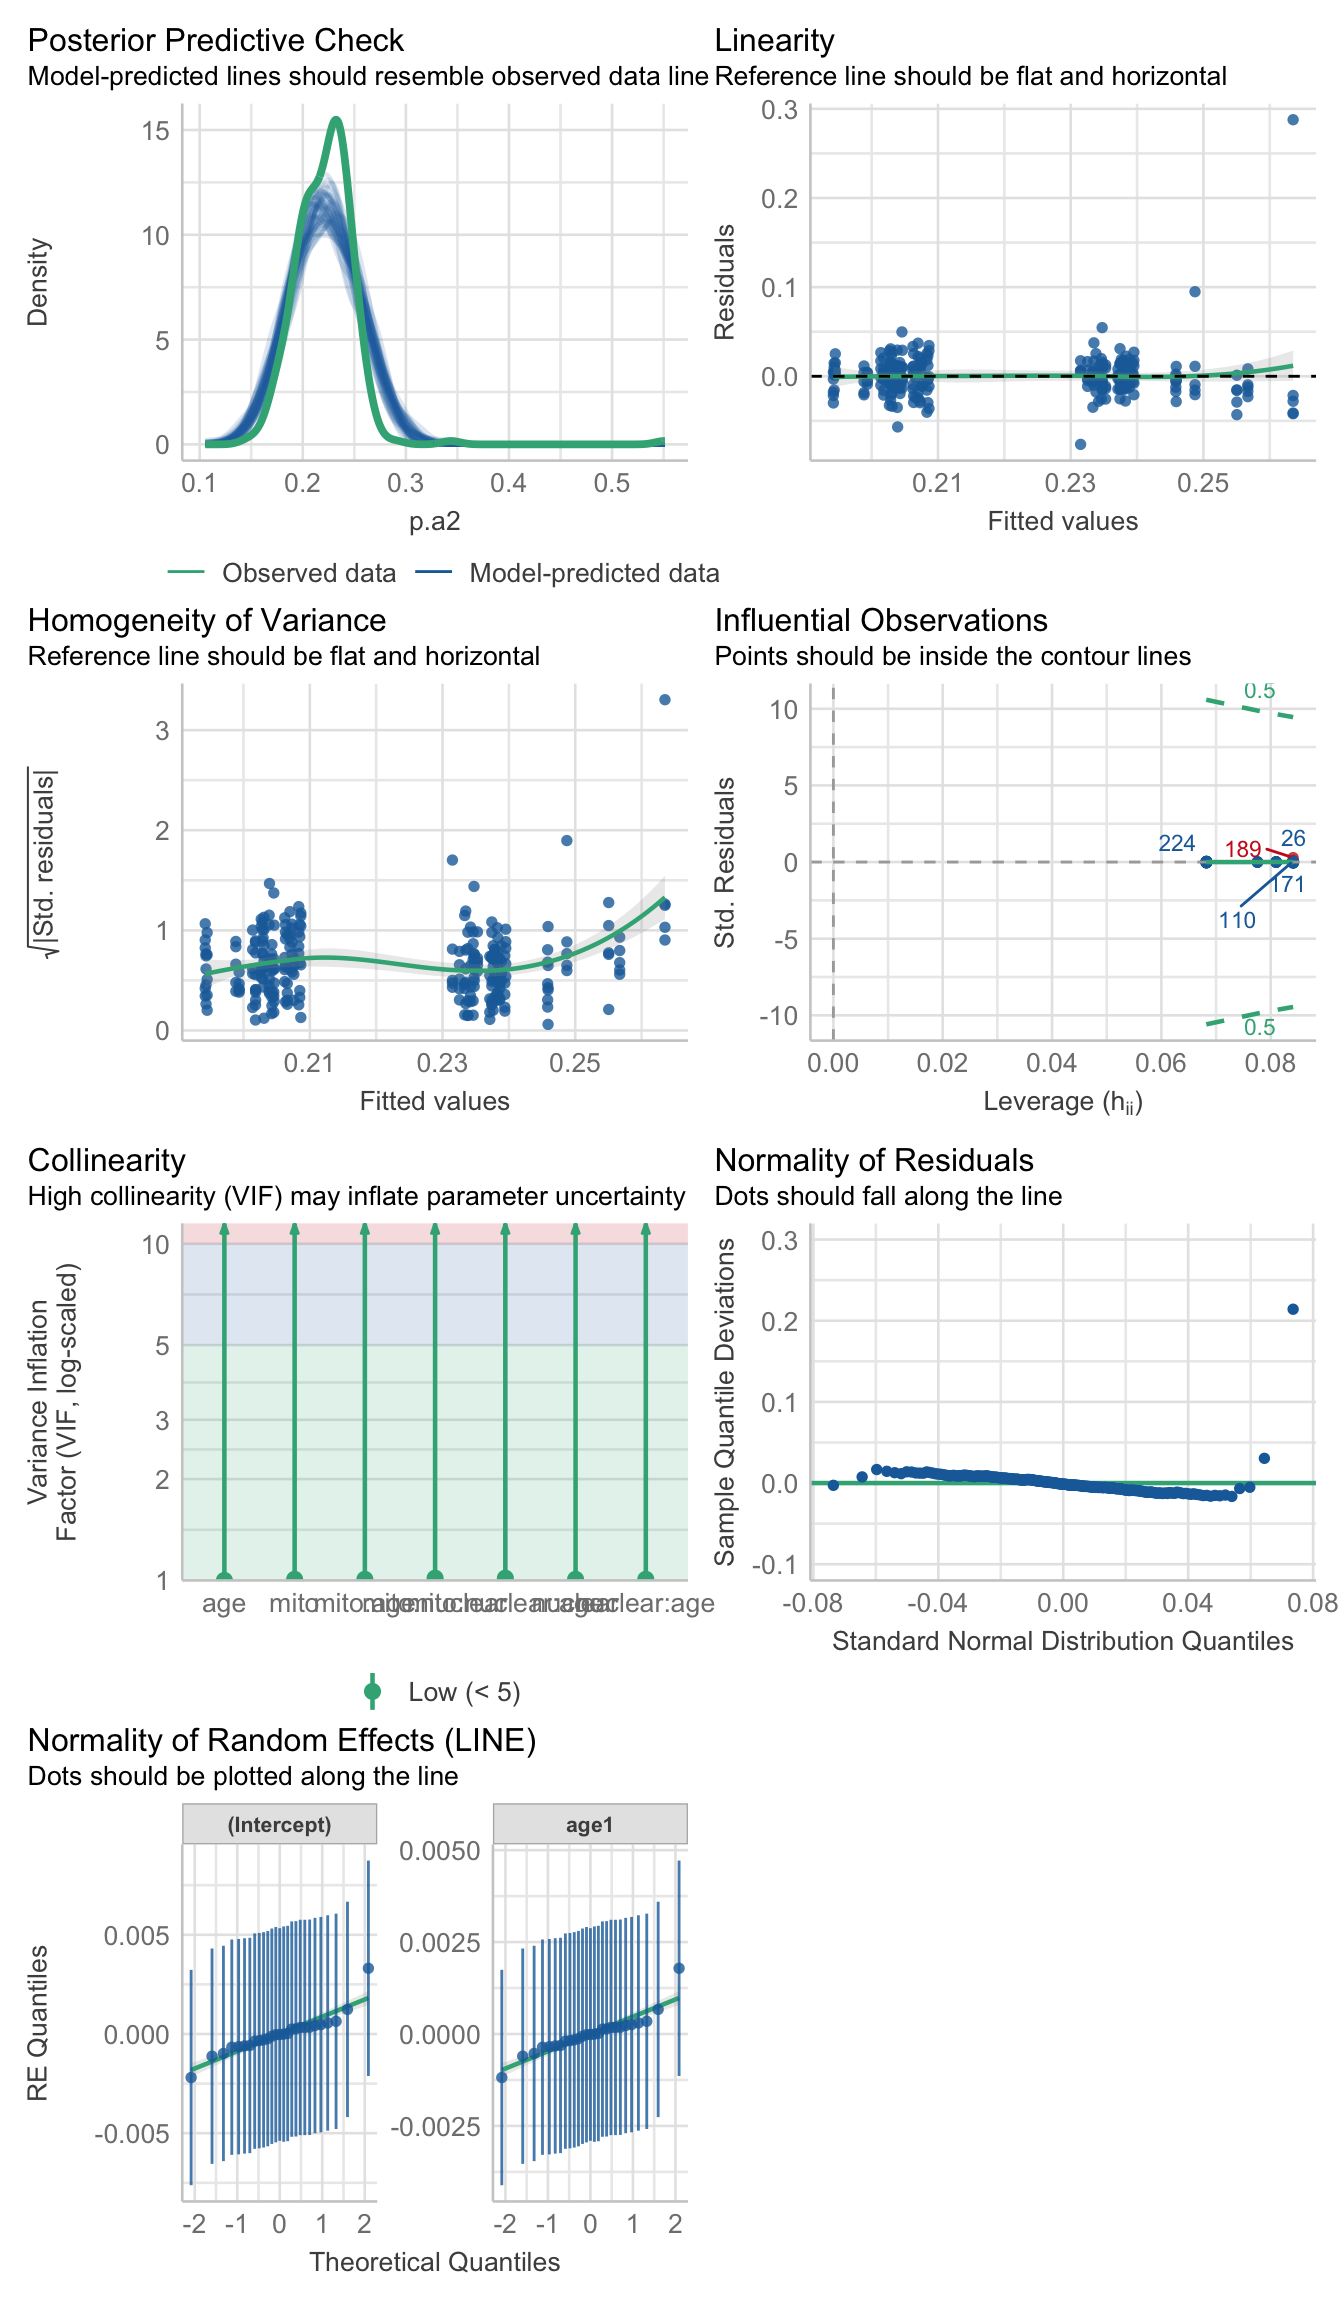 Posterior Predictive Check
Model-predicted lines should resemble observed data line
15
10
5
0
Density
0.1 0.2 0.3 0.4 0.5
p.a2
Observed data Model-predicted data
Linearity
Reference line should be flat and horizontal
0.3
0.2
0.1
0.0
Residuals
0.21 0.23 0.25
Fitted values
Homogeneity of Variance
Reference line should be flat and horizontal
3
2
1
0
√|Std. residuals|
0.21 0.23 0.25
Fitted values
Influential Observations
Points should be inside the contour lines
10
5
0
-5
-10
Std. Residuals
0.5
224
189
26
171
110
0.5
0.00 0.02 0.04 0.06 0.08
Leverage (hii)
Collinearity
High collinearity (VIF) may inflate parameter uncertainty
10
5
3
2
1
Variance Inflation
Factor (VIF, log-scaled)
age mito
Low (< 5)
Normality of Residuals
Dots should fall along the line
0.3
0.2
0.1
0.0
-0.1
Sample Quantile Deviations
-0.08 -0.04 0.00 0.04 0.08
Standard Normal Distribution Quantiles
Normality of Random Effects (LINE)
Dots should be plotted along the line
(Intercept)
0.005
0.000
-0.005
RE Quantiles
-2 -1 0 1 2
age1
0.0050
0.0025
0.0000
-0.0025
-2 -1 0 1 2
Theoretical Quantiles